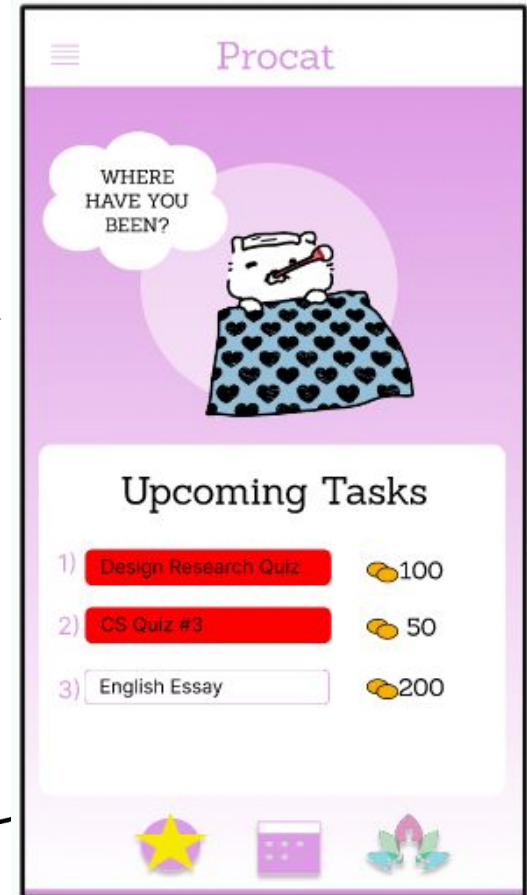 Procat
WHERE
HAVE YOU
BEEN?
Upcoming Tasks
1) Design Research Quiz 100
2) CS Quiz #3 50
3) English Essay 200